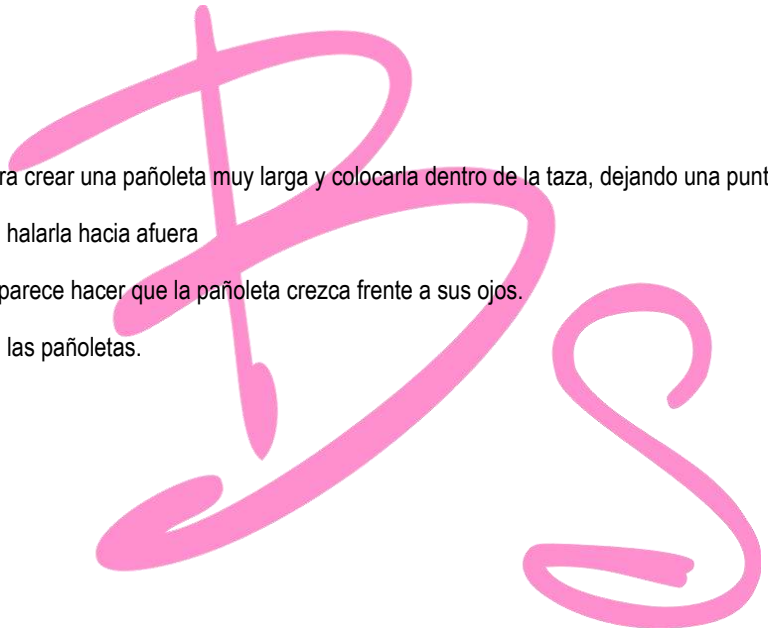 ra crear una pañoleta muy larga y colocarla dentro de la taza, dejando una punt
halarla hacia afuera
parece hacer que la pañoleta crezca frente a sus ojos.
las pañoletas.
B
S